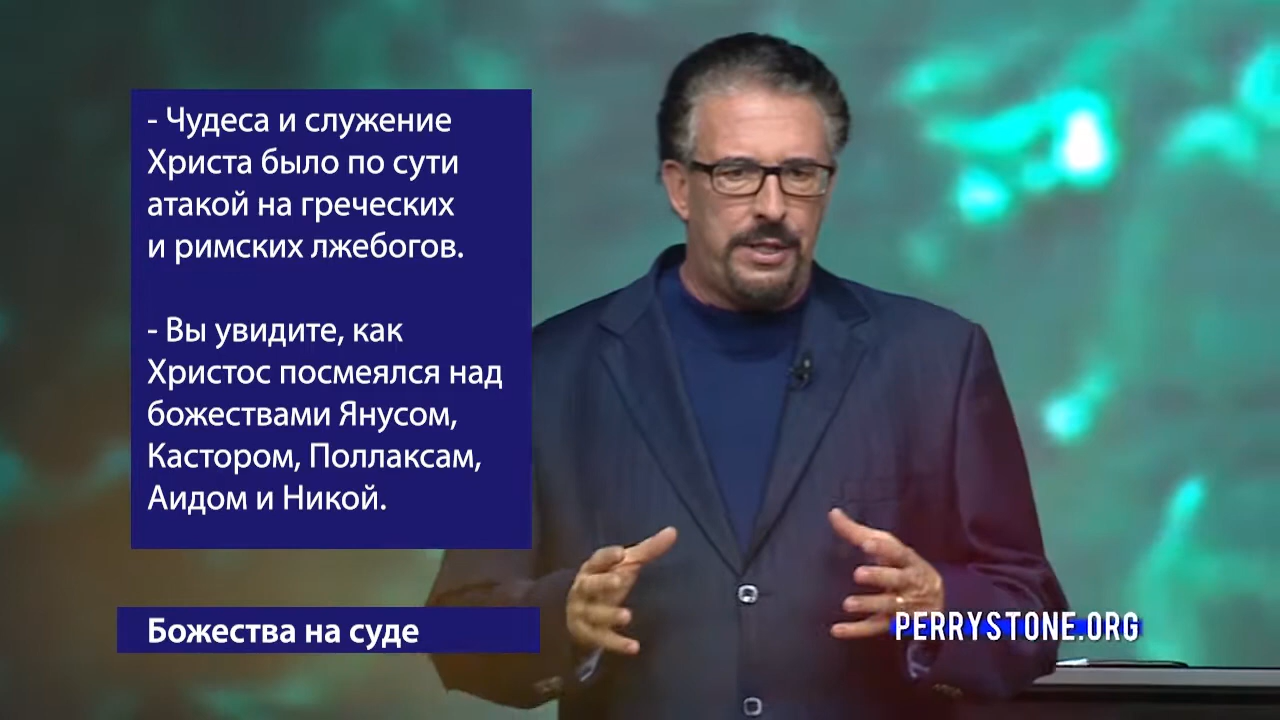 - Чудеса и служение
Христа было по сути
атакой на греческих
и римских лжебогов.
- Вы увидите, как
Христос посмеялся над
божествами Янусом,
Кастором, Поллаксам,
Аидом и Никой.
Божества на суде
PERRYSTONE.ORG